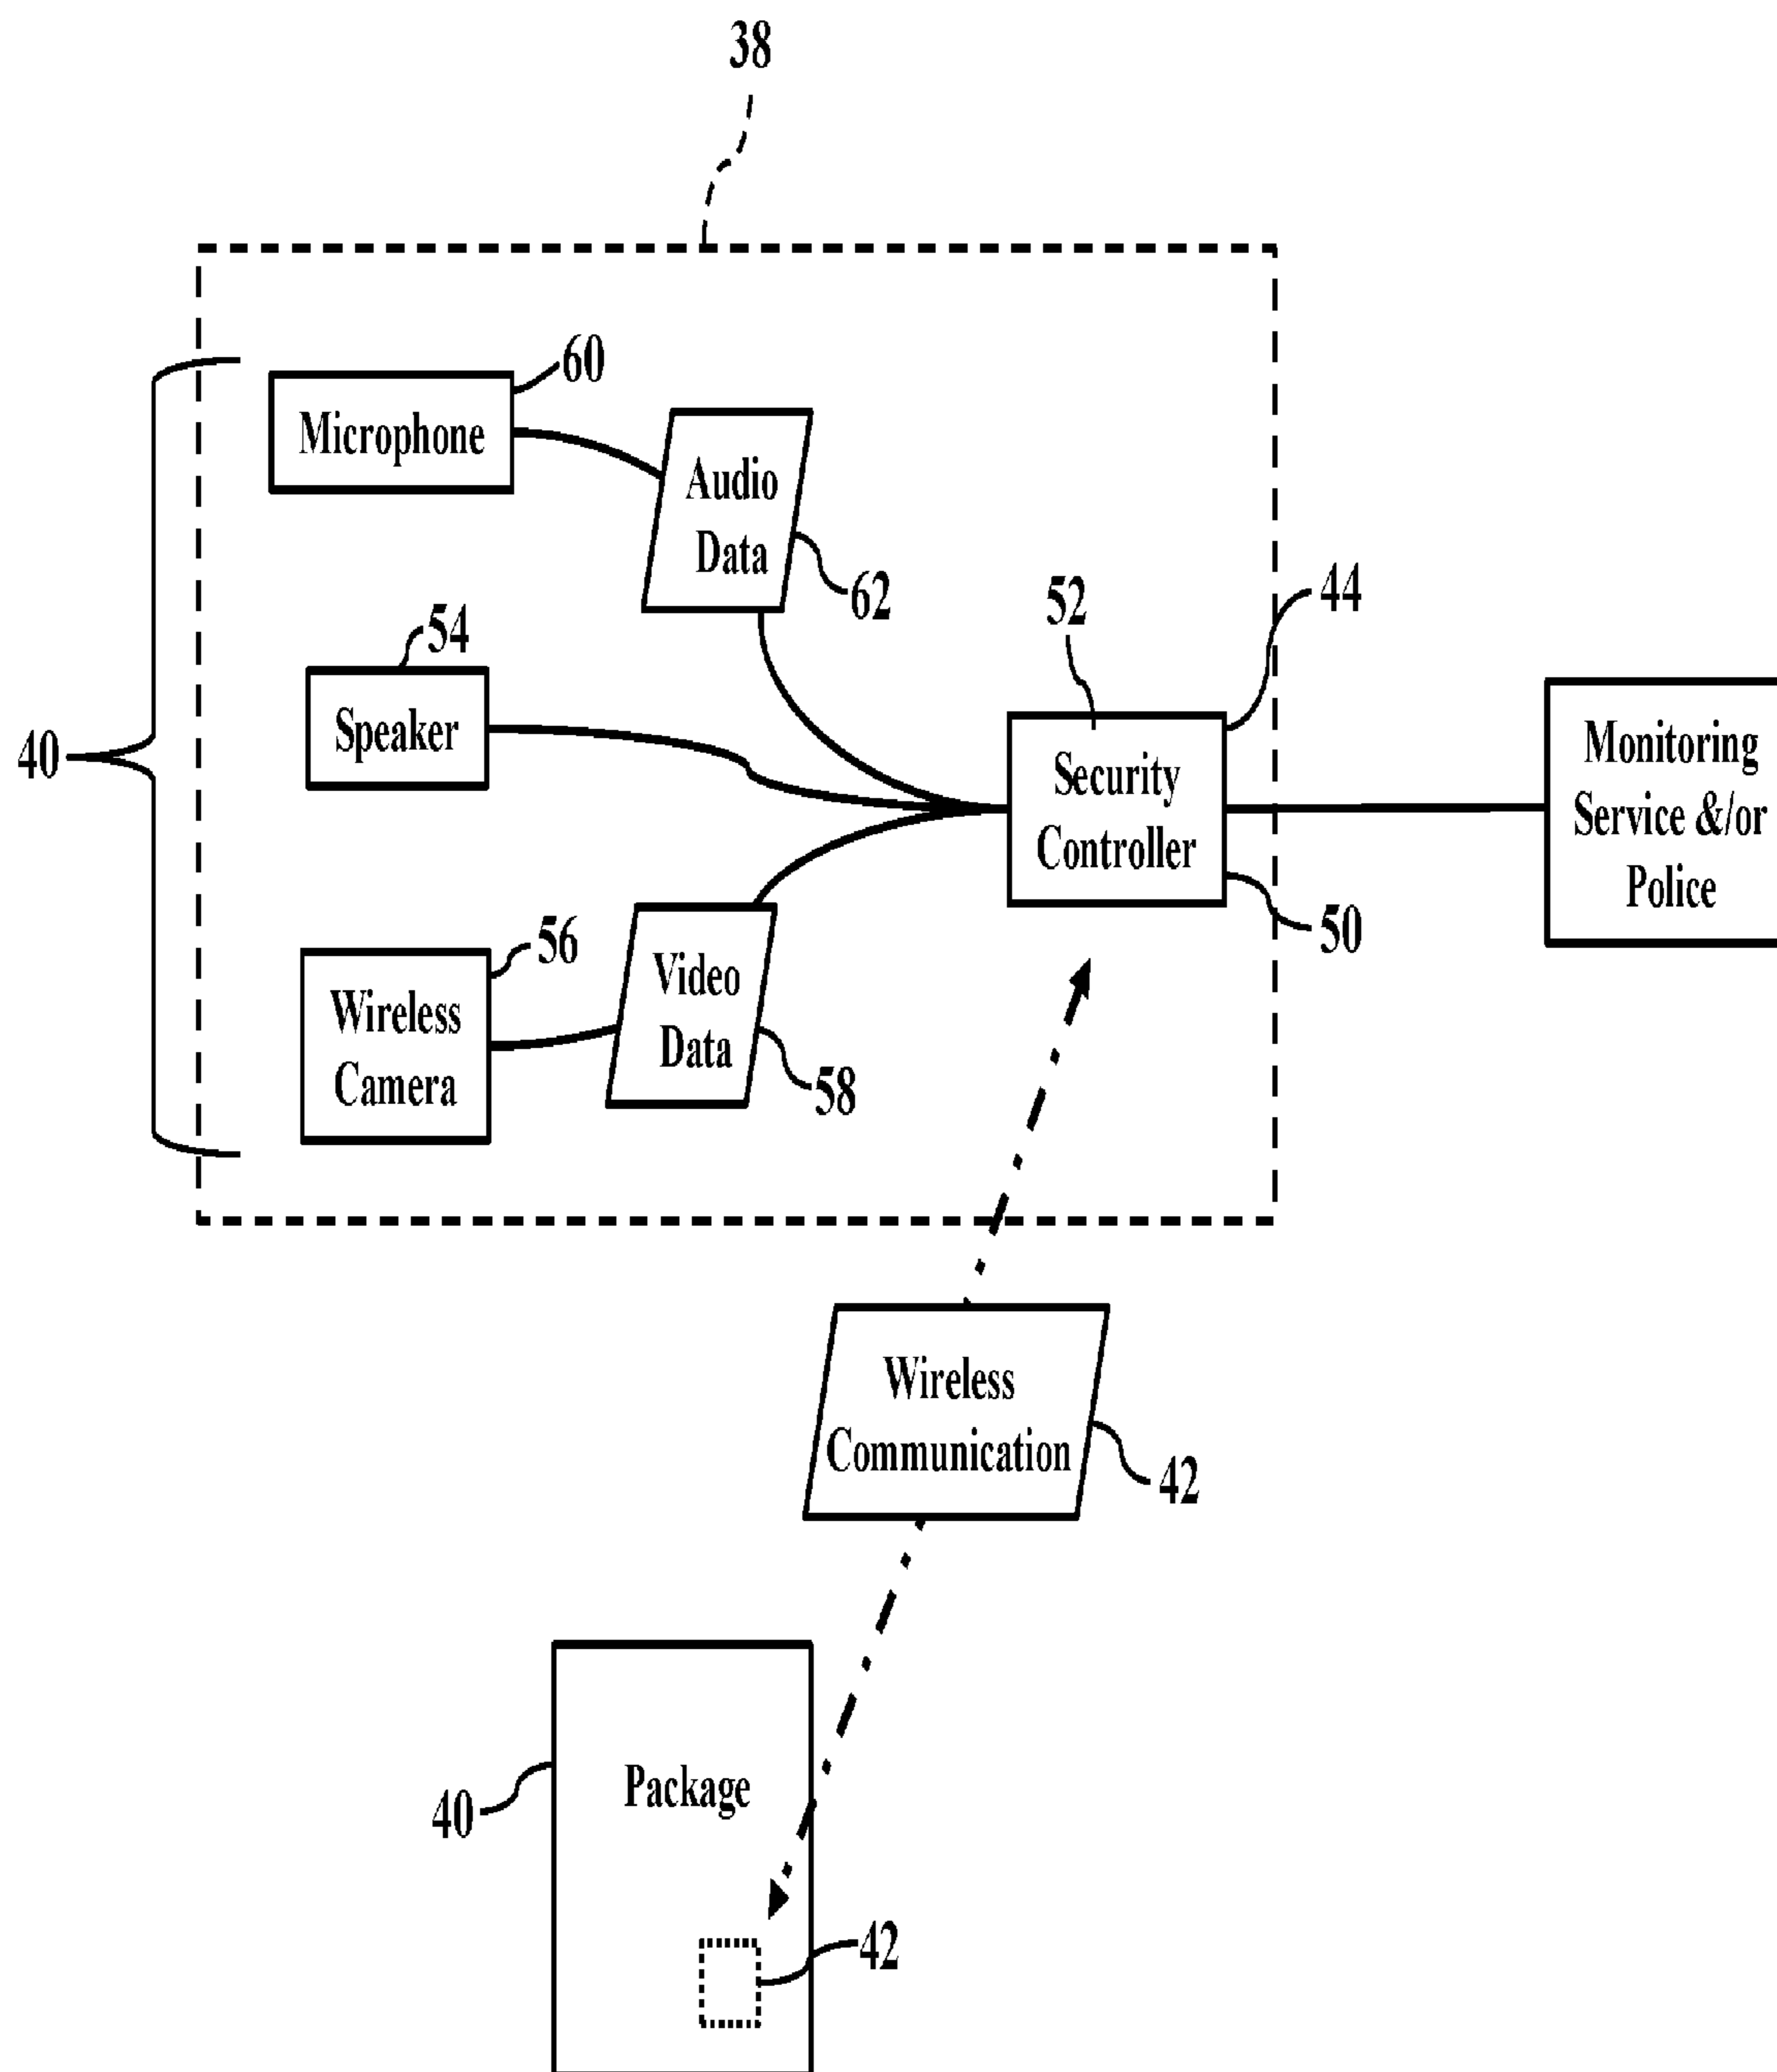 38
60
Microphone
Audio
Data
62
54
Speaker
52
44
Security
Controller
50
Monitoring
Service &/or
Police
40
56
Wireless
Camera
Video
Data
58
Wireless
Communication
42
Package
40
42